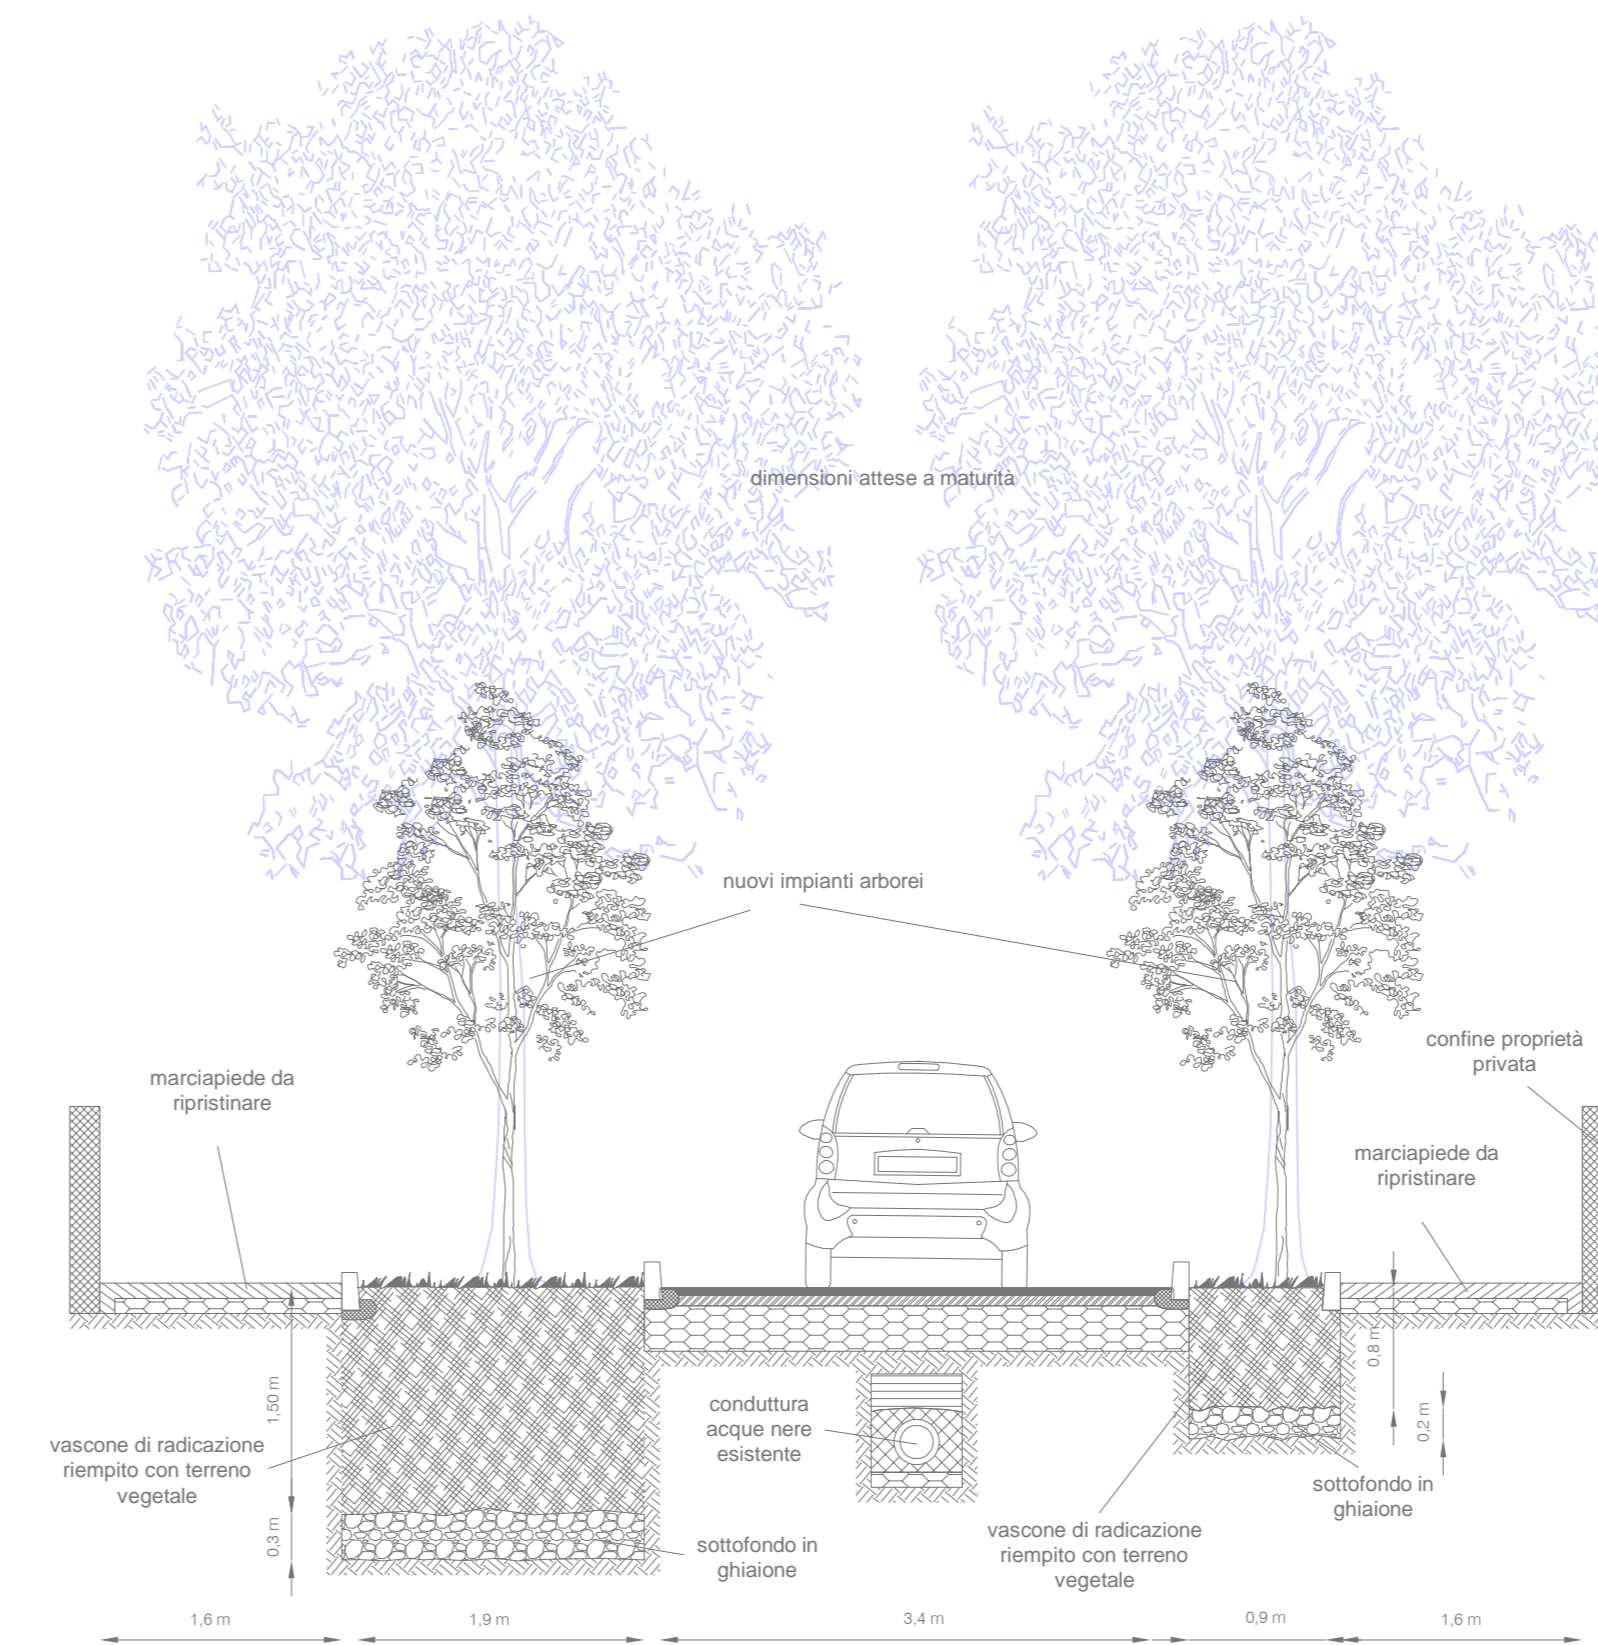 dimensioni attese a maturità
nuovi impianti arborei
confine proprietà
privata
marciapiede da
ripristinare
marciapiede da
ripristinare
0,8 m
1,50 m
0,2 m
conduttura
acque nere
esistente
vascone di radicazione
riempito con terreno
vegetale
sottofondo in
ghiaione
0,3 m
sottofondo in
ghiaione
vascone di radicazione
riempito con terreno
vegetale
1,6 m
1,9 m
3,4 m
0,9 m
1,6 m